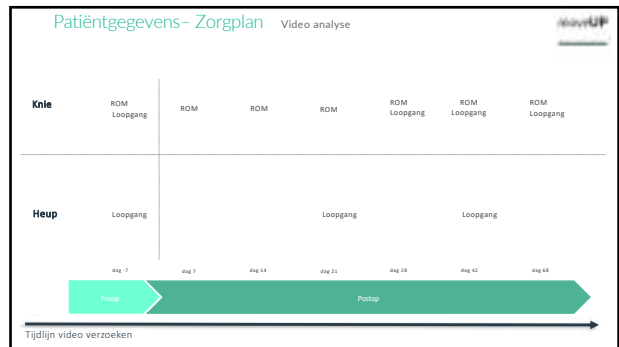 Patiëntgegevens– Zorgplan Video analyse
moveUP
Knie
ROM
Loopgang
ROM
ROM
ROM
ROM
Loopgang
ROM
Loopgang
ROM
Loopgang
Heup
Loopgang
Loopgang
Loopgang
dag -7
dag 7
dag 14
dag 21
dag 28
dag 42
dag 68
Preop
Postop
Tijdlijn video verzoeken